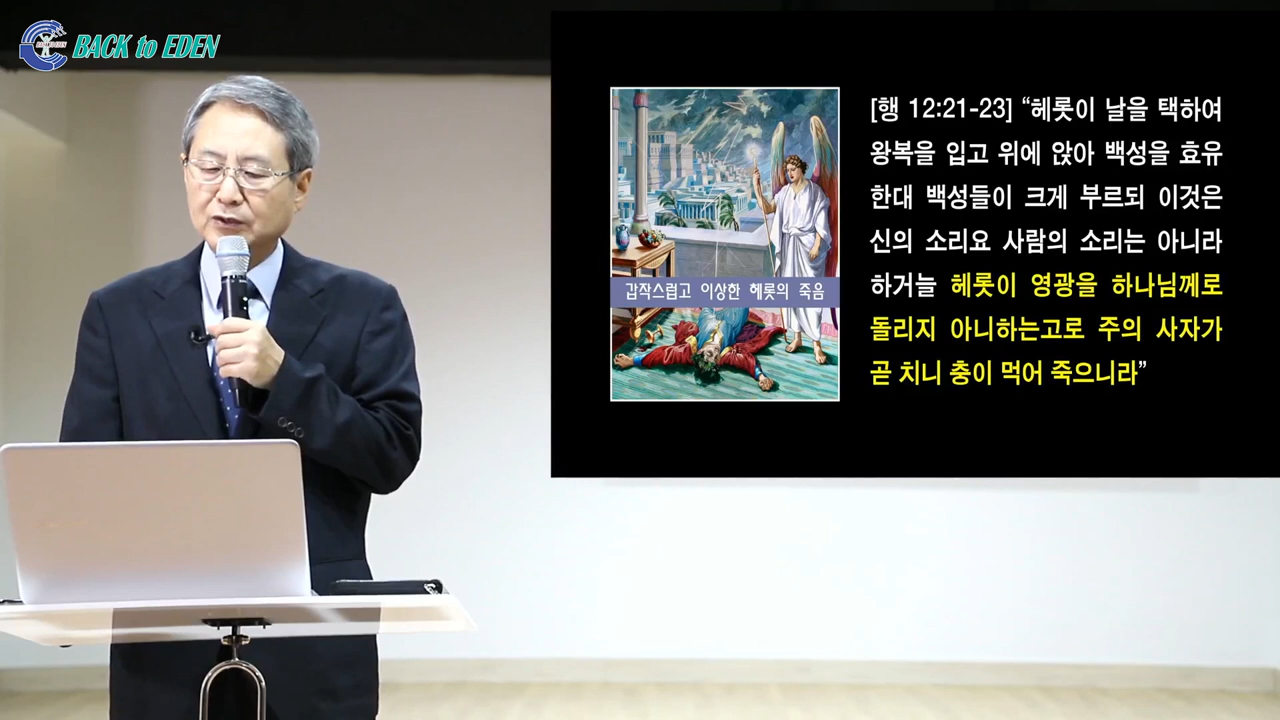 BACK to EDEN
[행 12:21-23] “헤롯이 날을 택하여
왕복을 입고 위에 앉아 백성을 효유
한대 백성들이 크게 부르되 이것은
신의 소리요 사람의 소리는 아니라
하거늘 헤롯이 영광을 하나님께로
돌리지 아니하는고로 주의 사자가
곧 치니 충이 먹어 죽으니라”
갑작스럽고 이상한 헤롯의 죽음